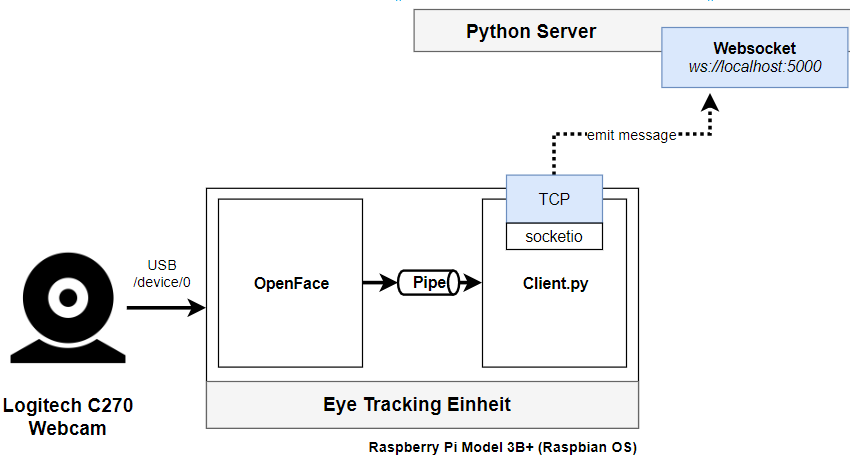 Python Server
Websocket
ws://localhost:5000
emit message
TCP
socketio
USB
/device/0
OpenFace
Pipe
Client.py
Logitech C270
Webcam
Eye Tracking Einheit
Raspberry Pi Model 3B+ (Raspbian OS)